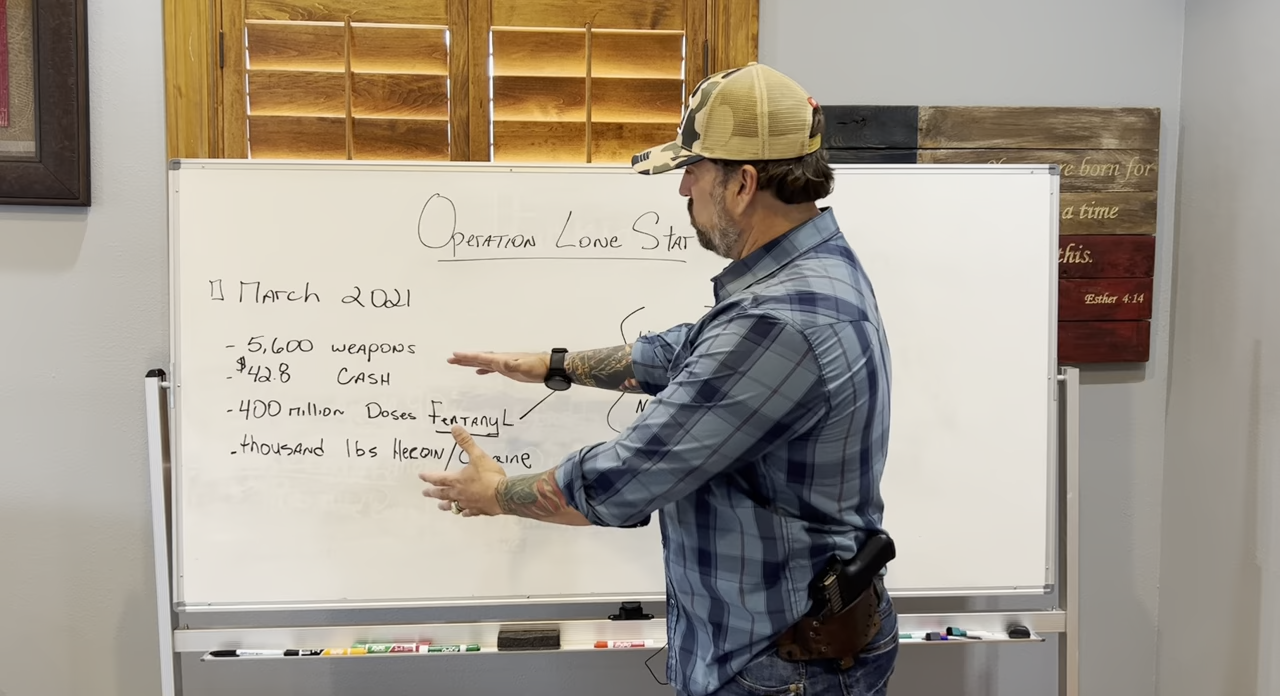 OPERATION LONE STAR
▯ MARCH 2021
- 5,600 WEAPONS
- $42.8 CASH
- 400 million Doses FENTANYL
- thousand lbs HEROIN/
re born for
a time
this.
Esther 4:14